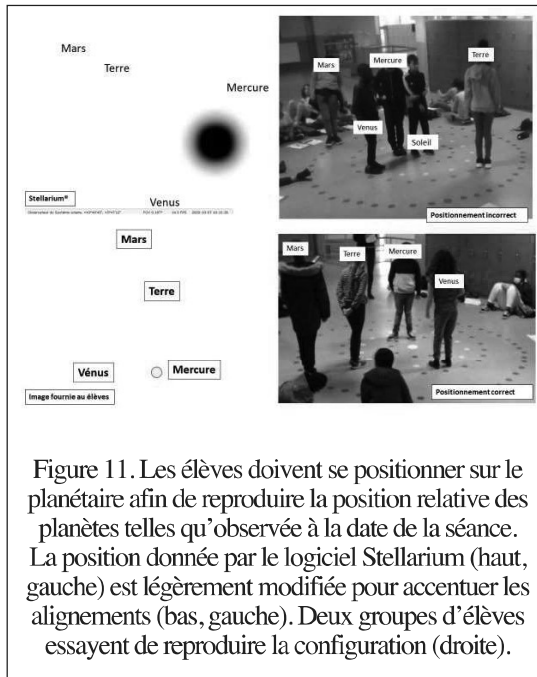 Mars
Terre
Mercure
Venus
Stellarium®
Mars
Terre
Vénus
Mercure
Image fournie au élèves
Mars
Mercure
Terre
Venus
Soleil
Positionnement incorrect
Mars
Terre
Mercure
Venus
Positionnement correct
Figure 11. Les élèves doivent se positionner sur le
planétaire afin de reproduire la position relative des
planètes telles qu’observée à la date de la séance.
La position donnée par le logiciel Stellarium (haut,
gauche) est légèrement modifiée pour accentuer les
alignements (bas, gauche). Deux groupes d’élèves
essayent de reproduire la configuration (droite).